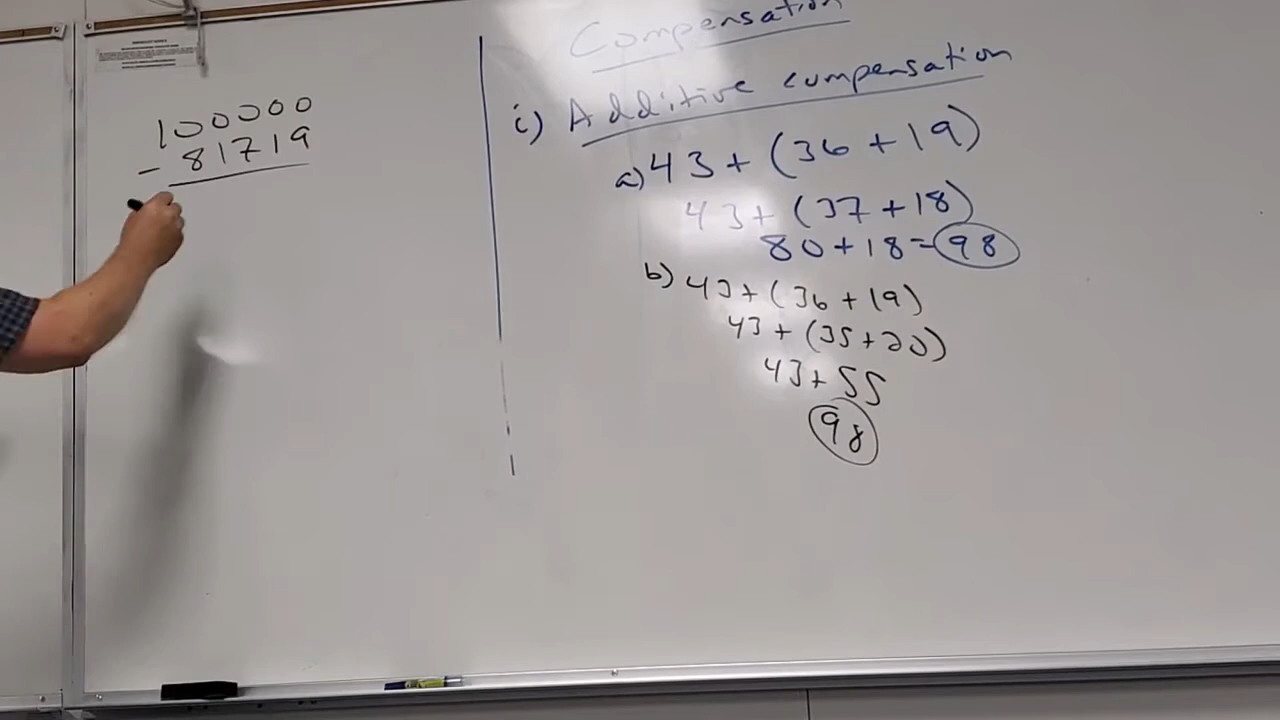 100000
- 81719
Compensation
i) Additive compensation
a) 43 + (36 + 19)
43 + (37 + 18)
80 + 18 = 98
b) 43 + (36 + 19)
43 + (35 + 20)
43 + 55
98